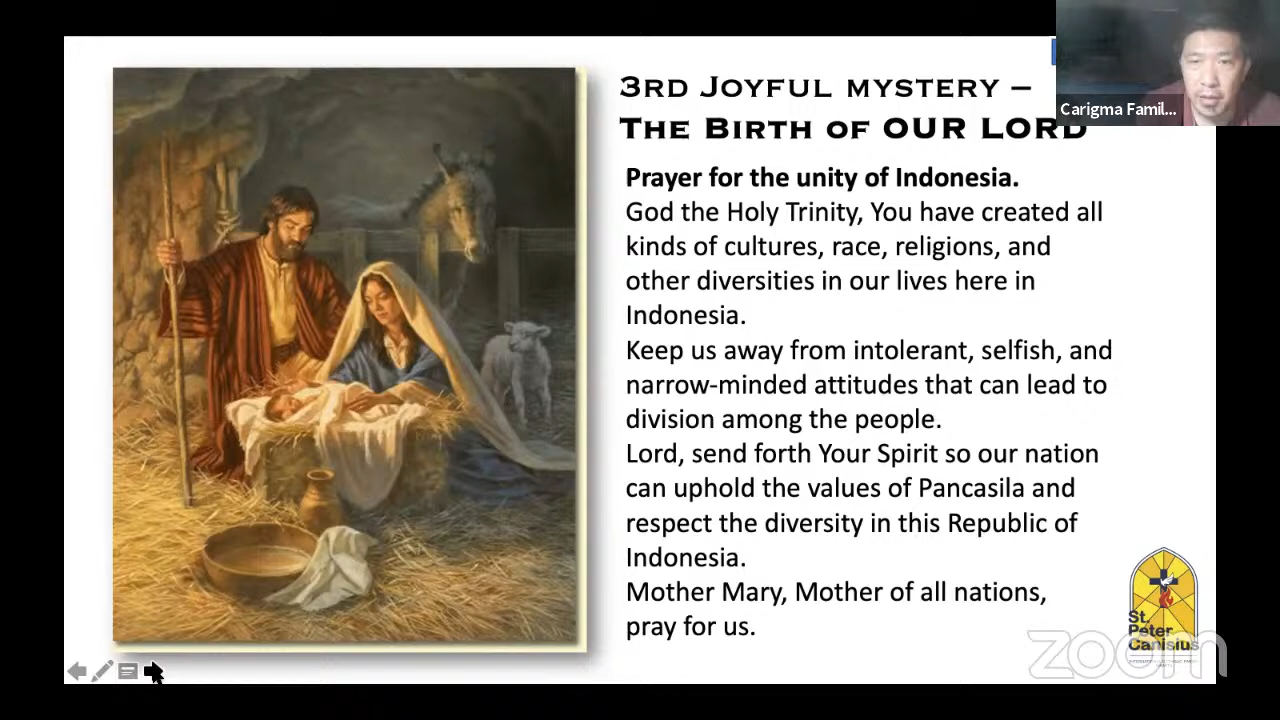 3RD JOYFUL MYSTERY –
THE BIRTH OF OUR LORD
Carigma Famil...
Prayer for the unity of Indonesia.
God the Holy Trinity, You have created all
kinds of cultures, race, religions, and
other diversities in our lives here in
Indonesia.
Keep us away from intolerant, selfish, and
narrow-minded attitudes that can lead to
division among the people.
Lord, send forth Your Spirit so our nation
can uphold the values of Pancasila and
respect the diversity in this Republic of
Indonesia.
Mother Mary, Mother of all nations,
pray for us.
St.
Peter
Canisius
zoom